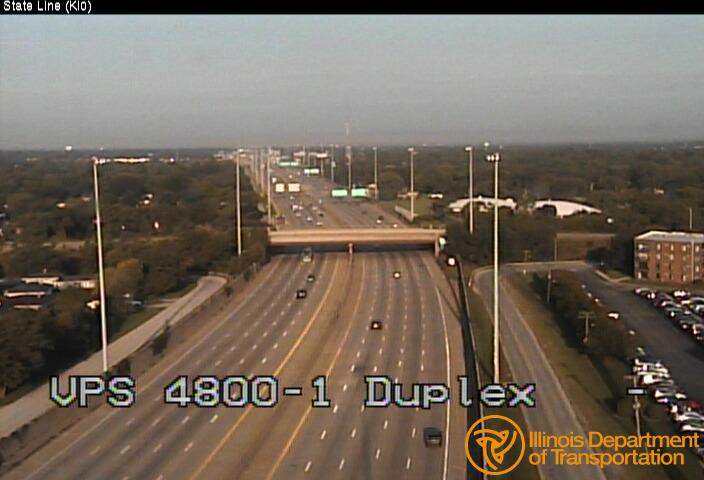 State Line (Kl0)
VPS 4800-1 Duplex -
Illinois Department
of Transportation